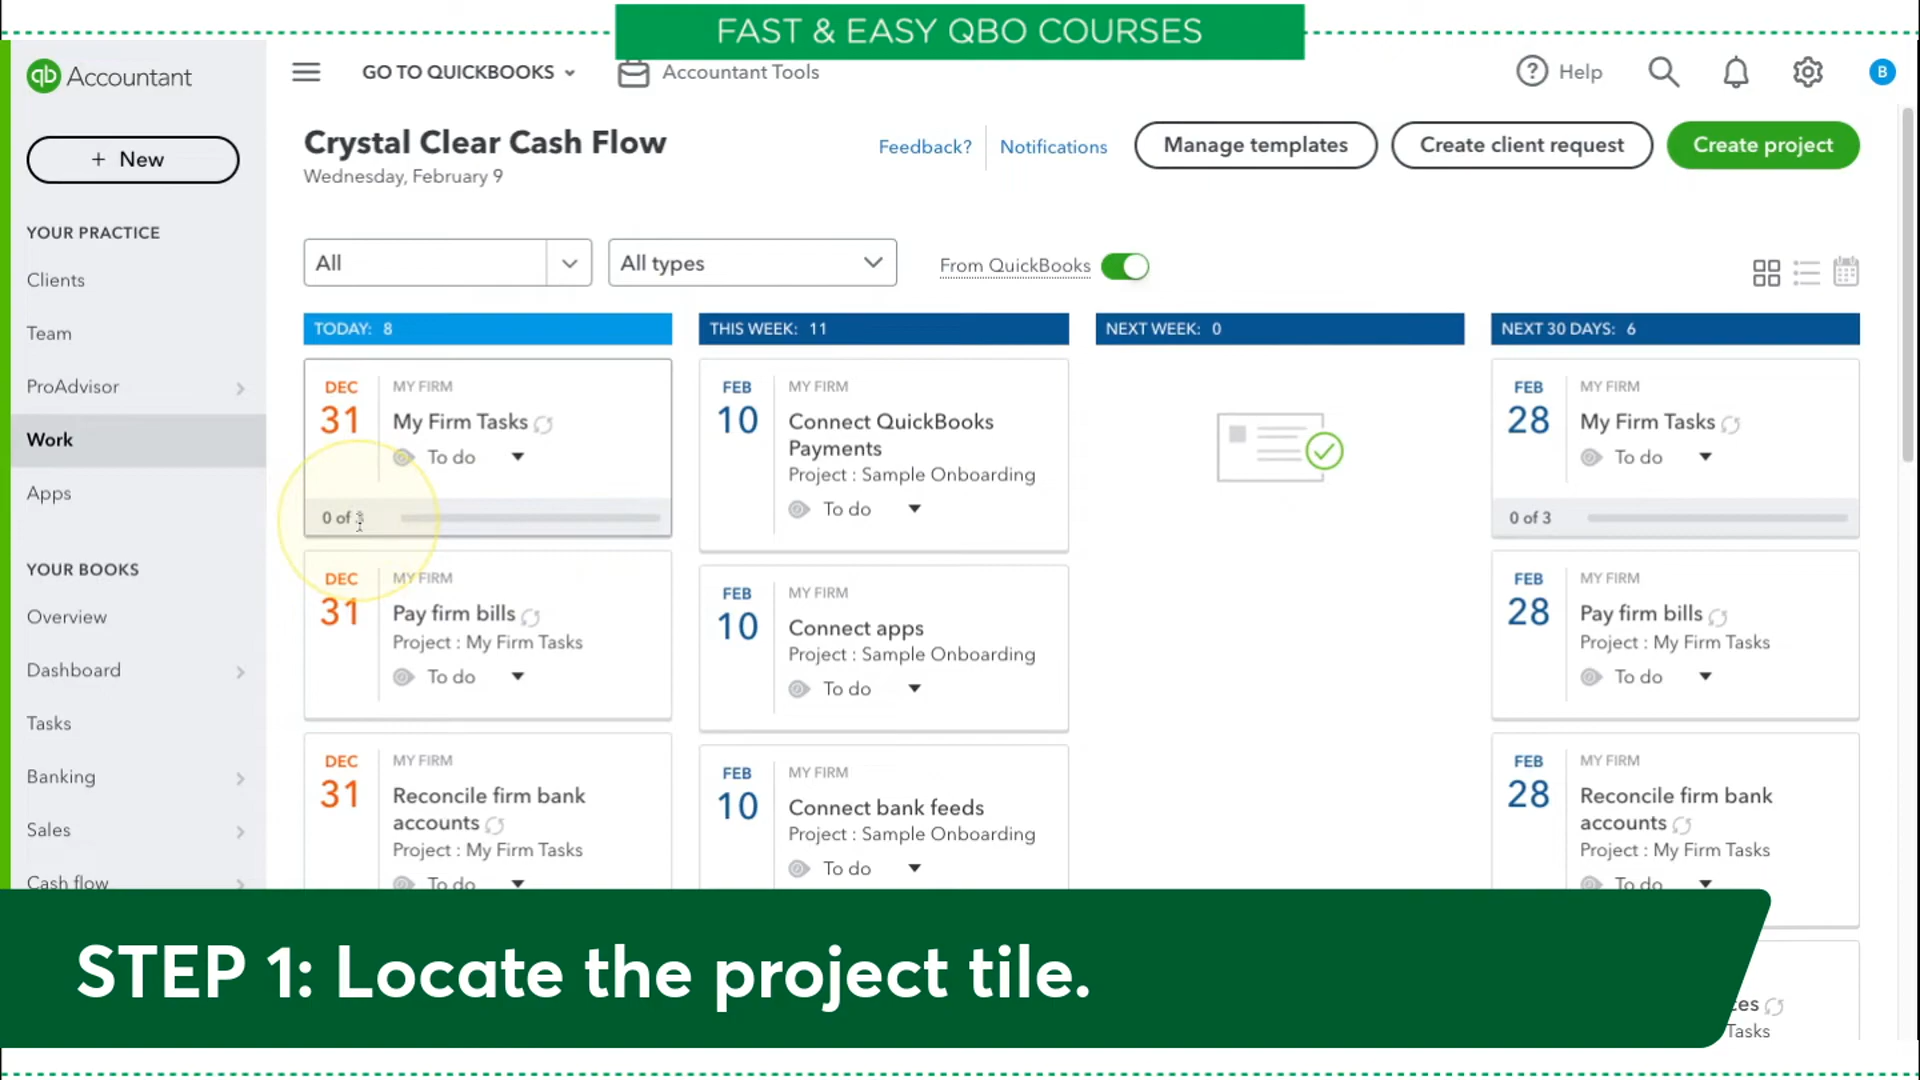 FAST & EASY QBO COURSES
qb Accountant
GO TO QUICKBOOKS
Accountant Tools
Help
B
+ New
Crystal Clear Cash Flow
Wednesday, February 9
Feedback?
Notifications
Manage templates
Create client request
Create project
YOUR PRACTICE
Clients
Team
ProAdvisor
Work
Apps
YOUR BOOKS
Overview
Dashboard
Tasks
Banking
Sales
Cash flow
All
All types
From QuickBooks
TODAY: 8
DEC
31
MY FIRM
My Firm Tasks
To do
0 of
DEC
31
MY FIRM
Pay firm bills
Project : My Firm Tasks
To do
DEC
31
MY FIRM
Reconcile firm bank
accounts
Project : My Firm Tasks
To do
THIS WEEK: 11
FEB
10
MY FIRM
Connect QuickBooks
Payments
Project : Sample Onboarding
To do
FEB
10
MY FIRM
Connect apps
Project : Sample Onboarding
To do
FEB
10
MY FIRM
Connect bank feeds
Project : Sample Onboarding
To do
NEXT WEEK: 0
NEXT 30 DAYS: 6
FEB
28
MY FIRM
My Firm Tasks
To do
0 of 3
FEB
28
MY FIRM
Pay firm bills
Project : My Firm Tasks
To do
FEB
28
MY FIRM
Reconcile firm bank
accounts
Project : My Firm Tasks
To do
ces
Tasks
STEP 1: Locate the project tile.